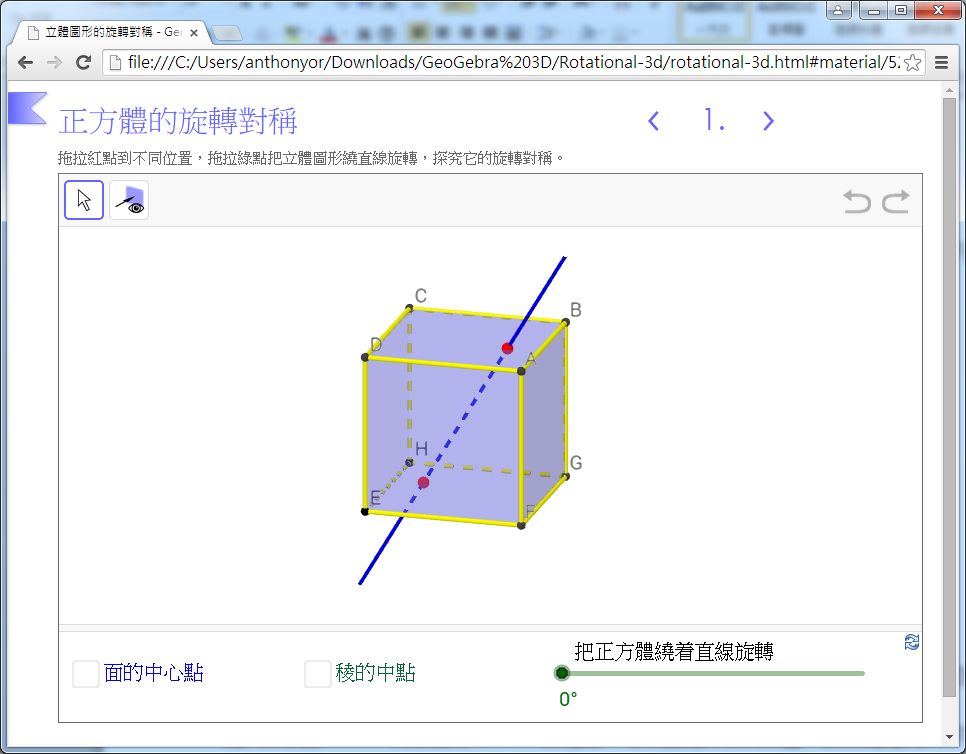 立體圖形的旋轉對稱 - Ge
file:///C:/Users/anthonyor/Downloads/GeoGebra%203D/Rotational-3d/rotational-3d.html#material/52
正方體的旋轉對稱
1.
拖拉紅點到不同位置，拖拉綠點把立體圖形繞直線旋轉，探究它的旋轉對稱。
C
B
D
A
H
G
E
F
把正方體繞着直線旋轉
面的中心點
稜的中點
0°